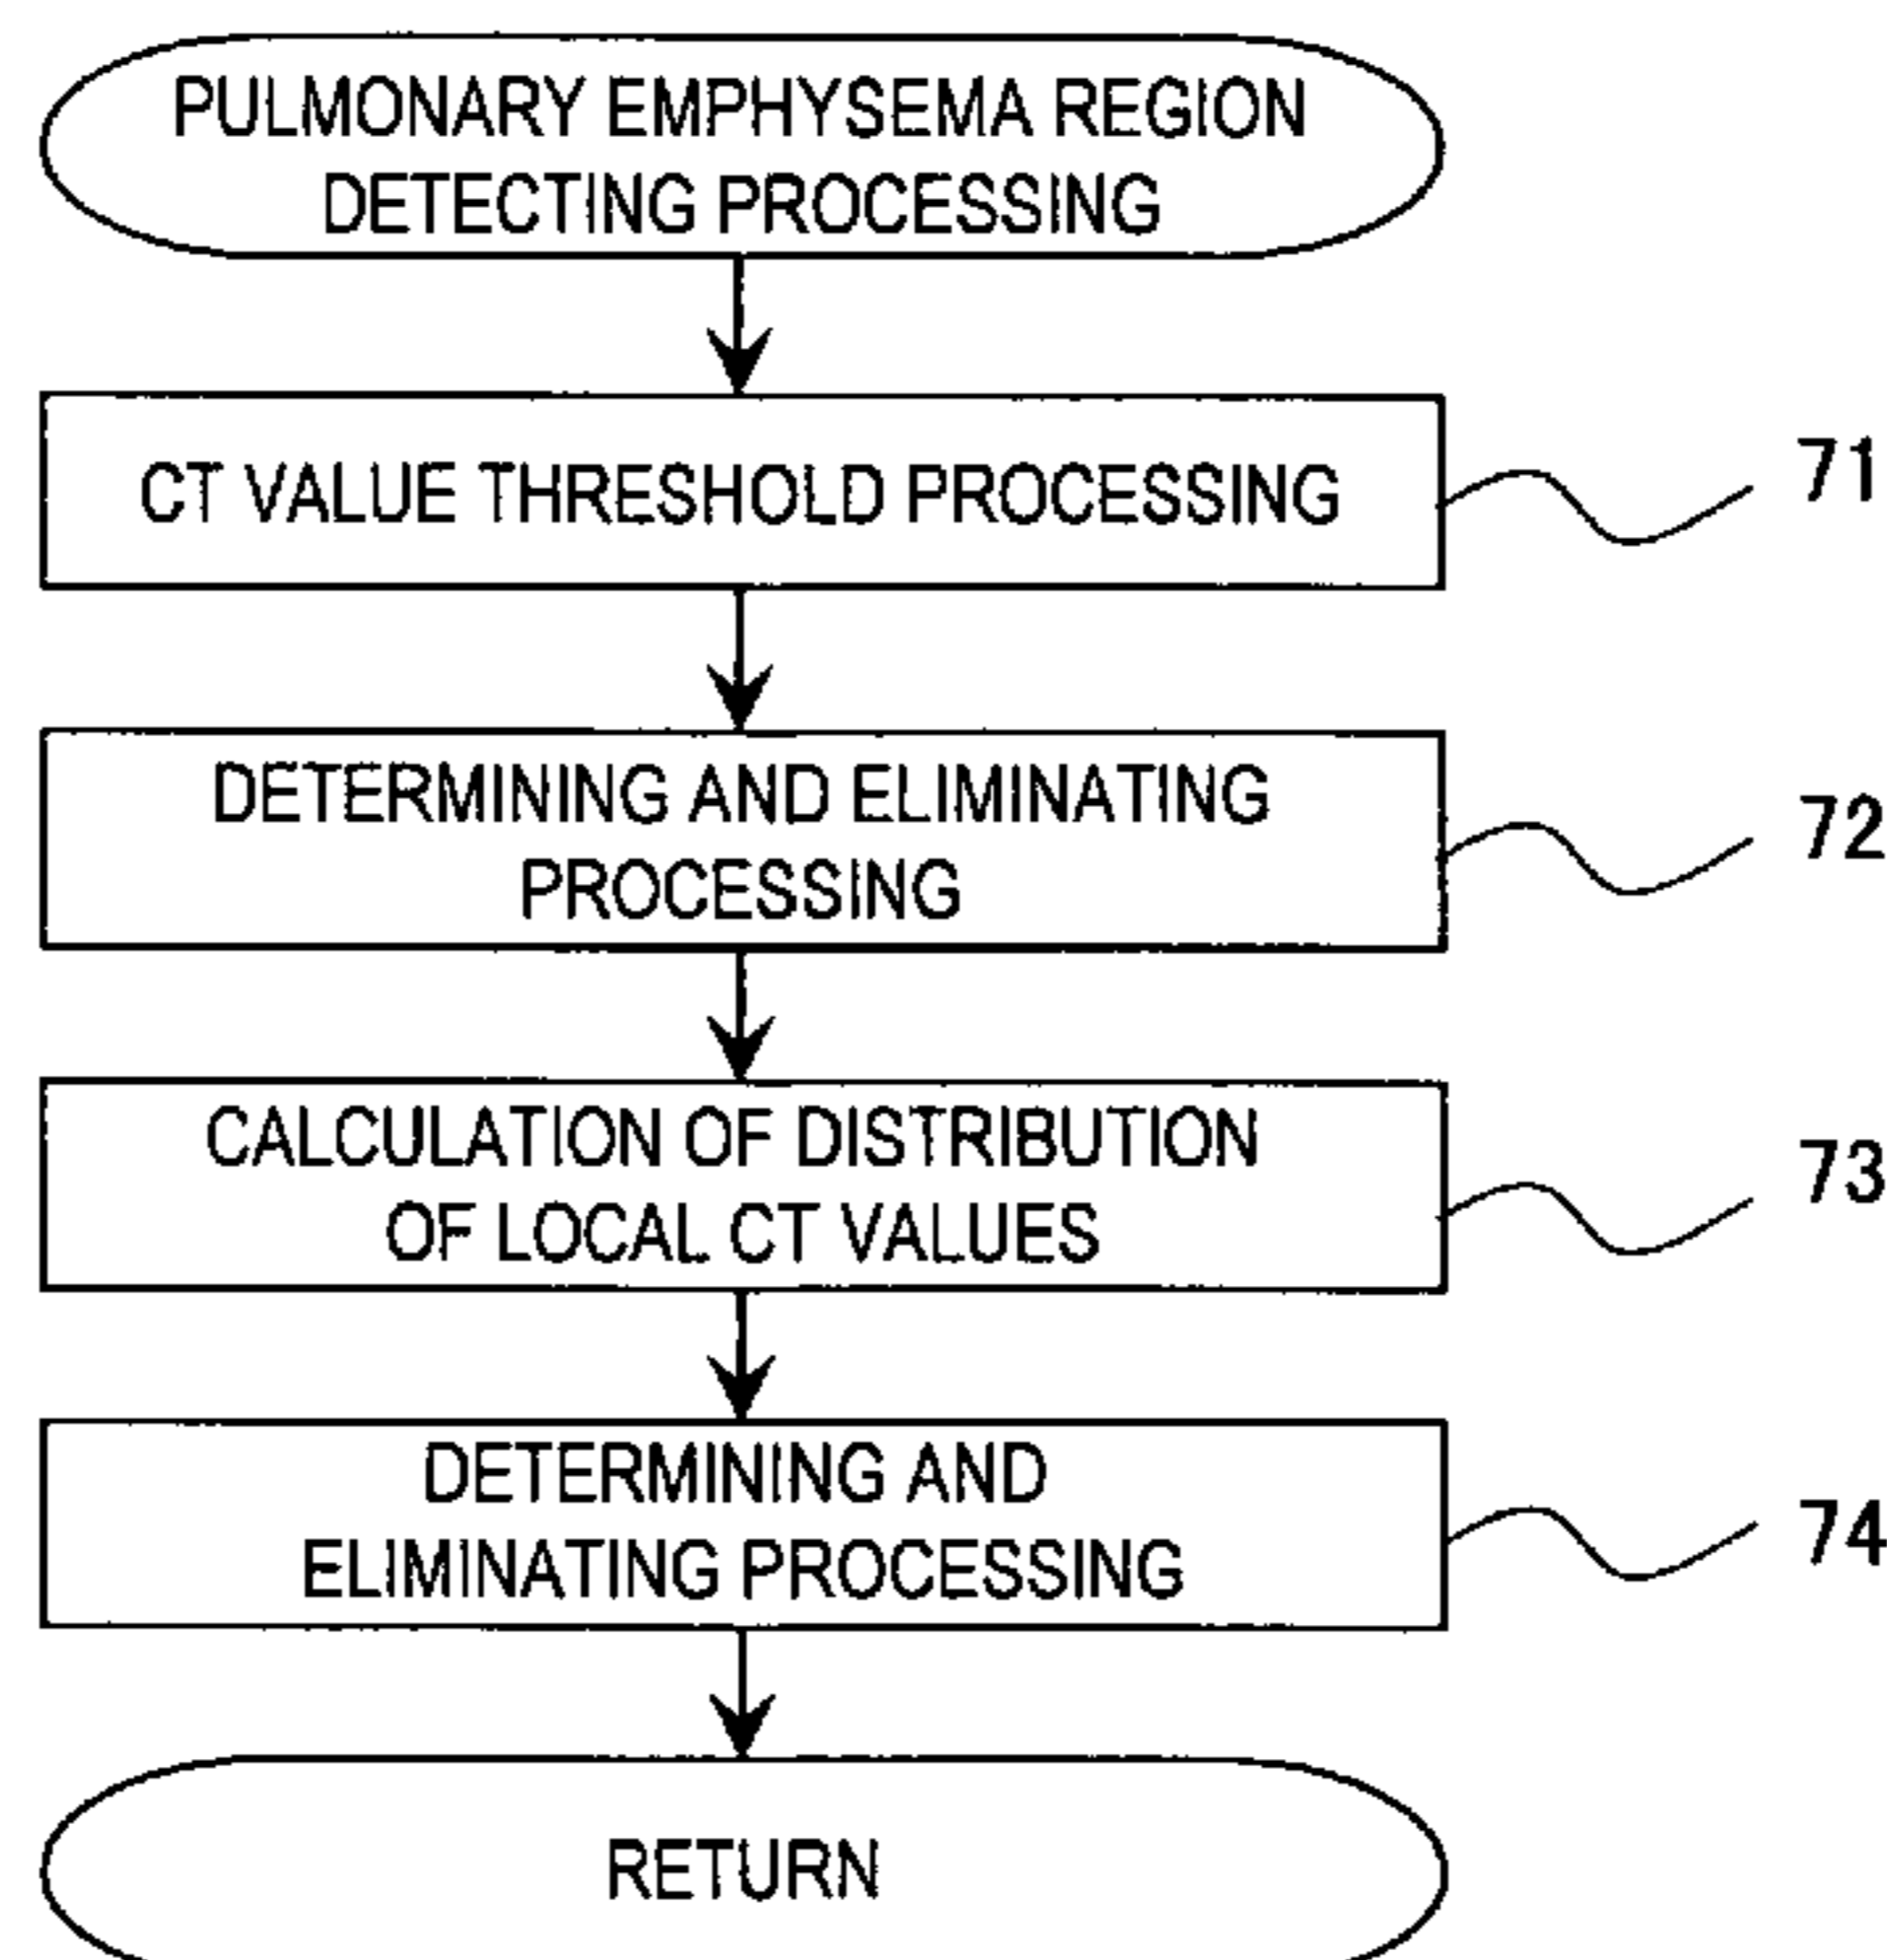 PULMONARY EMPHYSEMA REGION
DETECTING PROCESSING
CT VALUE THRESHOLD PROCESSING
71
DETERMINING AND ELIMINATING
PROCESSING
72
CALCULATION OF DISTRIBUTION
OF LOCAL CT VALUES
73
DETERMINING AND
ELIMINATING PROCESSING
74
RETURN